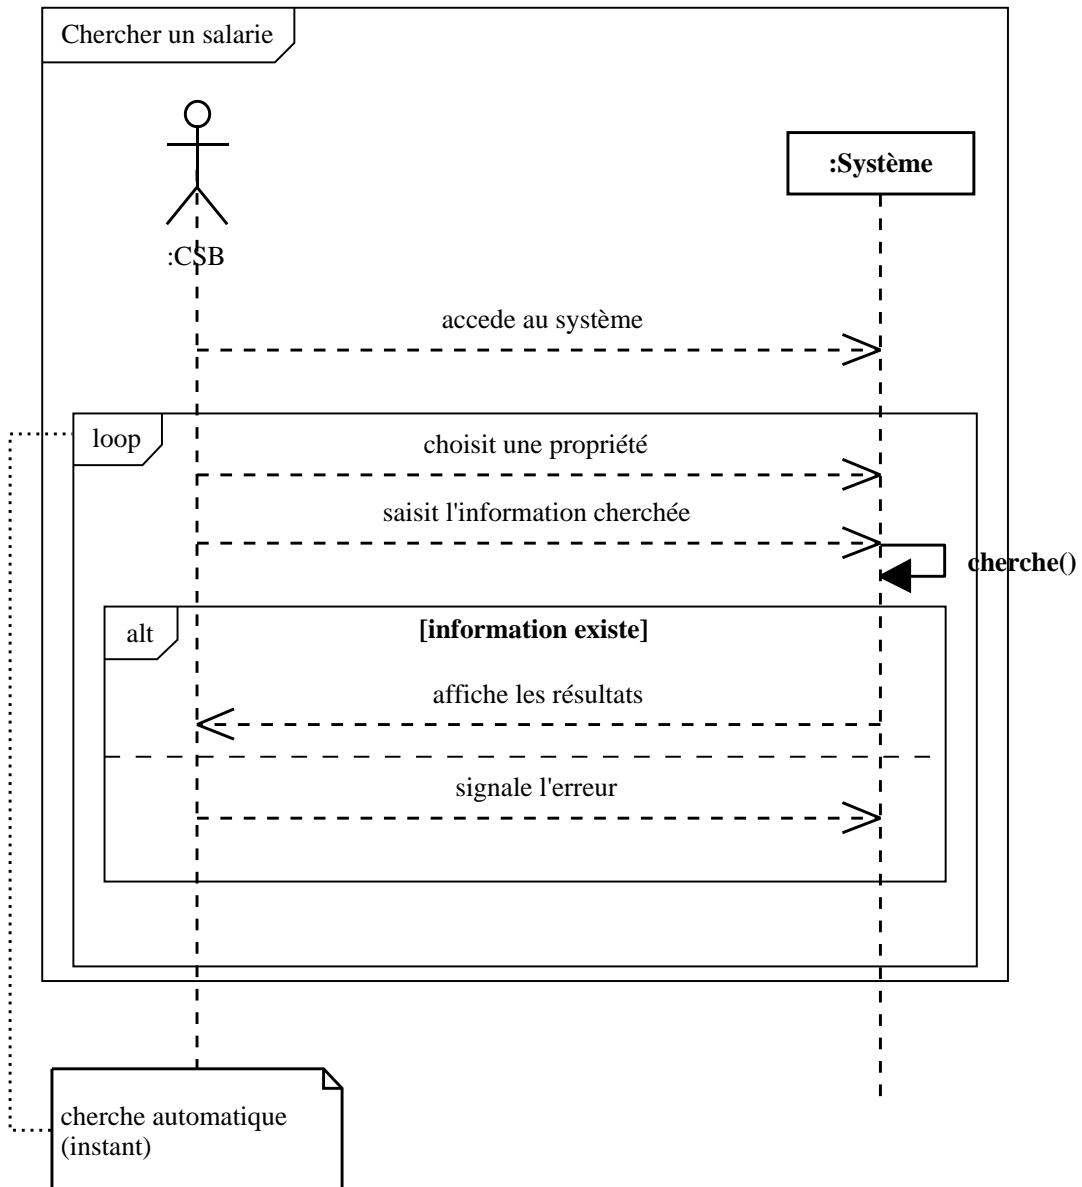 Chercher un salarie
:Système
:CSB
accede au système
loop
choisit une propriété
saisit l'information cherchée
cherche()
alt
[information existe]
affiche les résultats
signale l'erreur
cherche automatique
(instant)